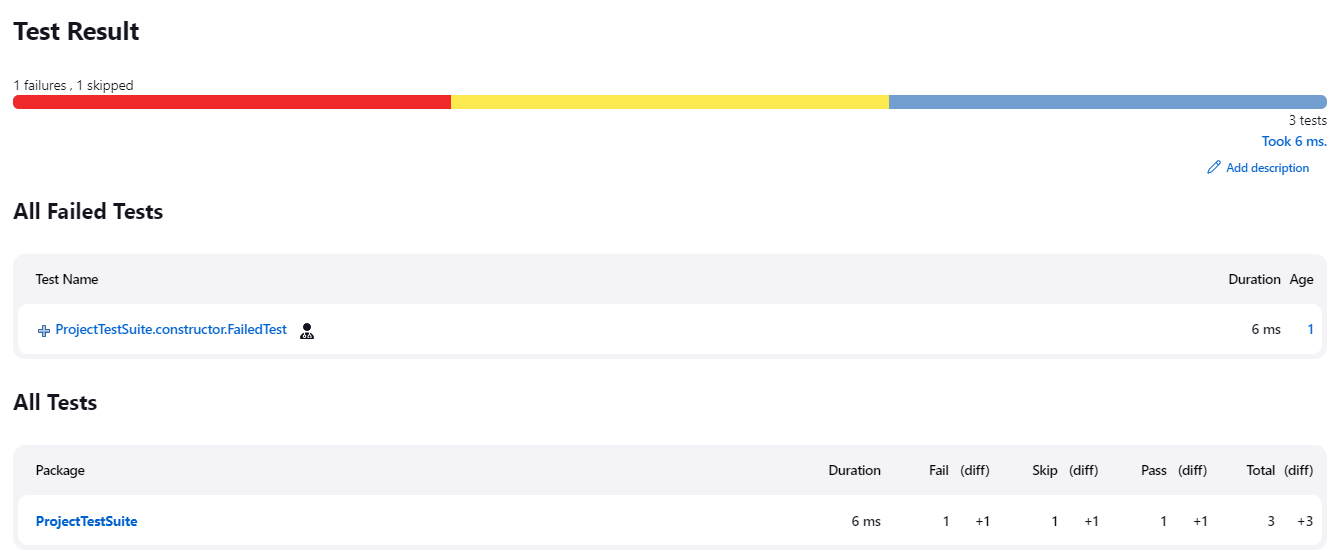 Test Result
1 failures , 1 skipped
3 tests
Took 6 ms.
Add description
All Failed Tests
Test Name Duration Age
ProjectTestSuite.constructor.FailedTest 6 ms 1
All Tests
Package Duration Fail (diff) Skip (diff) Pass (diff) Total (diff)
ProjectTestSuite 6 ms 1 +1 1 +1 1 +1 3 +3